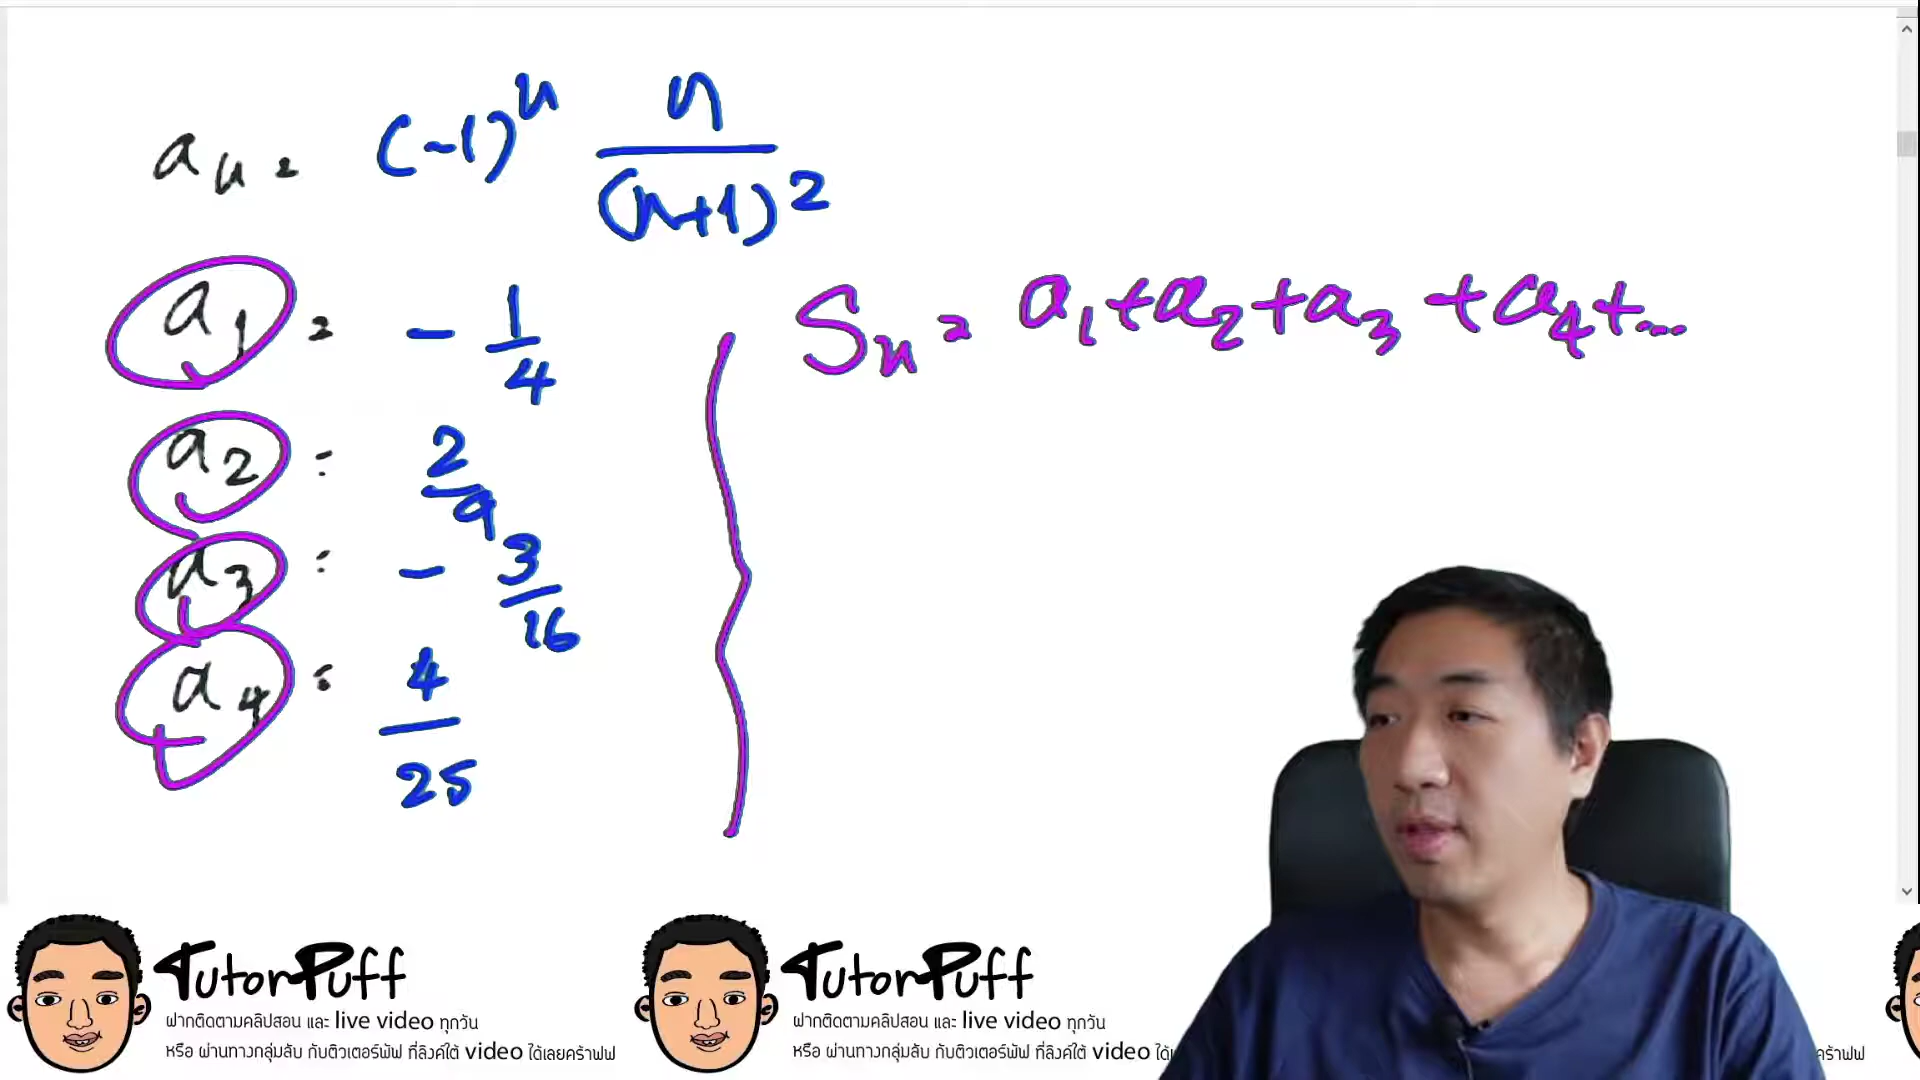 aₙ = (-1)ⁿ n/(n+1)²
a₁ = - 1/4
Sₙ = a₁+a₂+a₃+a₄+...
a₂ = 2/9
a₃ = - 3/16
a₄ = 4/25
TutorPuff
ฝากติดตามคลิปสอน และ live video ทุกวัน
หรือ ผ่านทางกลุ่มลับ กับติวเตอร์พัฟ ที่ลิงค์ใต้ video ได้เลยคร้าฟฟ
TutorPuff
ฝากติดตามคลิปสอน และ live video ทุกวัน
หรือ ผ่านทางกลุ่มลับ กับติวเตอร์พัฟ ที่ลิงค์ใต้ video
คร้าฟฟ